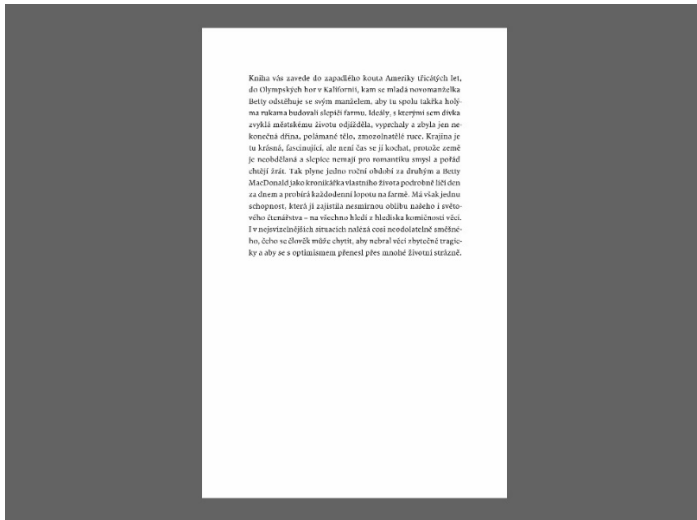 Kniha vás zavede do zapadlého kouta Ameriky třicátých let,
do Olympských hor v Kalifornii, kam se mladá novomanželka
Betty odstěhuje se svým manželem, aby tu spolu takřka holý-
ma rukama budovali slepičí farmu. Ideály, s kterými sem dívka
zvyklá městskému životu odjížděla, vyprchaly a zbyla jen ne-
konečná dřina, polámané tělo, zmozolnatělé ruce. Krajina je
tu krásná, fascinující, ale není čas se jí kochat, protože země
je neobdělaná a slepice nemají pro romantiku smysl a pořád
chtějí žrát. Tak plyne jedno roční období za druhým a Betty
MacDonald jako kronikářka vlastního života podrobně líčí den
za dnem a probírá každodenní lopotu na farmě. Má však jednu
schopnost, která jí zajistila nesmírnou oblibu našeho i světo-
vého čtenářstva – na všechno hledí z hlediska komičnosti věcí.
I v nejsvízelnějších situacích nalézá cosi neodolatelně směšné-
ho, čeho se člověk může chytit, aby nebral věci zbytečně tragic-
ky a aby se s optimismem přenesl přes mnohé životní strázně.